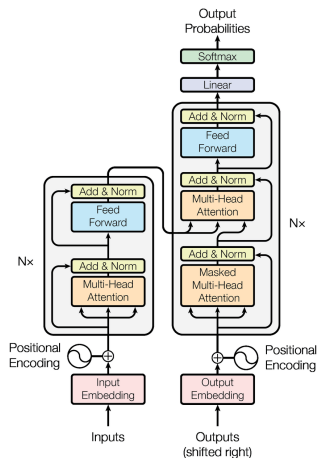 Output
Probabilities
Softmax
Linear
Add & Norm
Feed
Forward
Add & Norm
Multi-Head
Attention
Add & Norm
Masked
Multi-Head
Attention
N×
Positional
Encoding
Output
Embedding
Outputs
(shifted right)
Add & Norm
Feed
Forward
N×
Add & Norm
Multi-Head
Attention
Positional
Encoding
Input
Embedding
Inputs